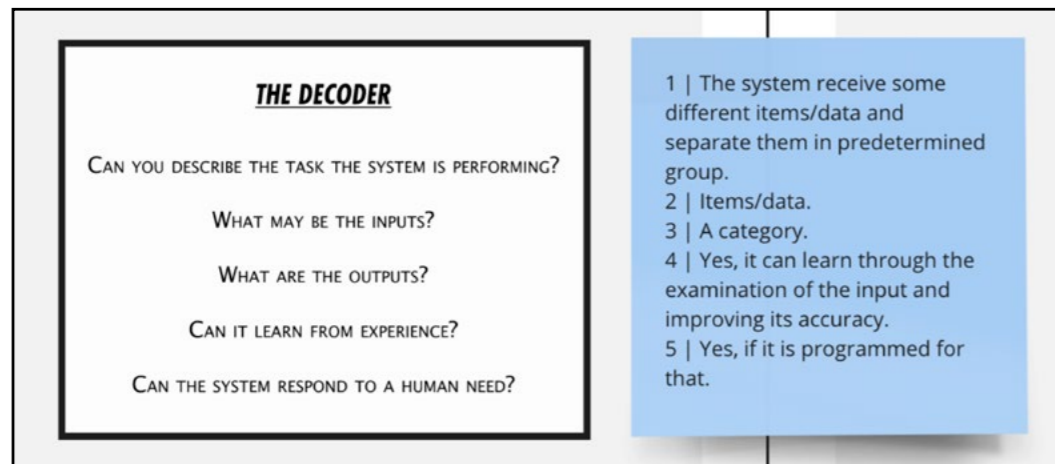 THE DECODER
CAN YOU DESCRIBE THE TASK THE SYSTEM IS PERFORMING?
WHAT MAY BE THE INPUTS?
WHAT ARE THE OUTPUTS?
CAN IT LEARN FROM EXPERIENCE?
CAN THE SYSTEM RESPOND TO A HUMAN NEED?
1 | The system receive some
different items/data and
separate them in predetermined
group.
2 | Items/data.
3 | A category.
4 | Yes, it can learn through the
examination of the input and
improving its accuracy.
5 | Yes, if it is programmed for
that.